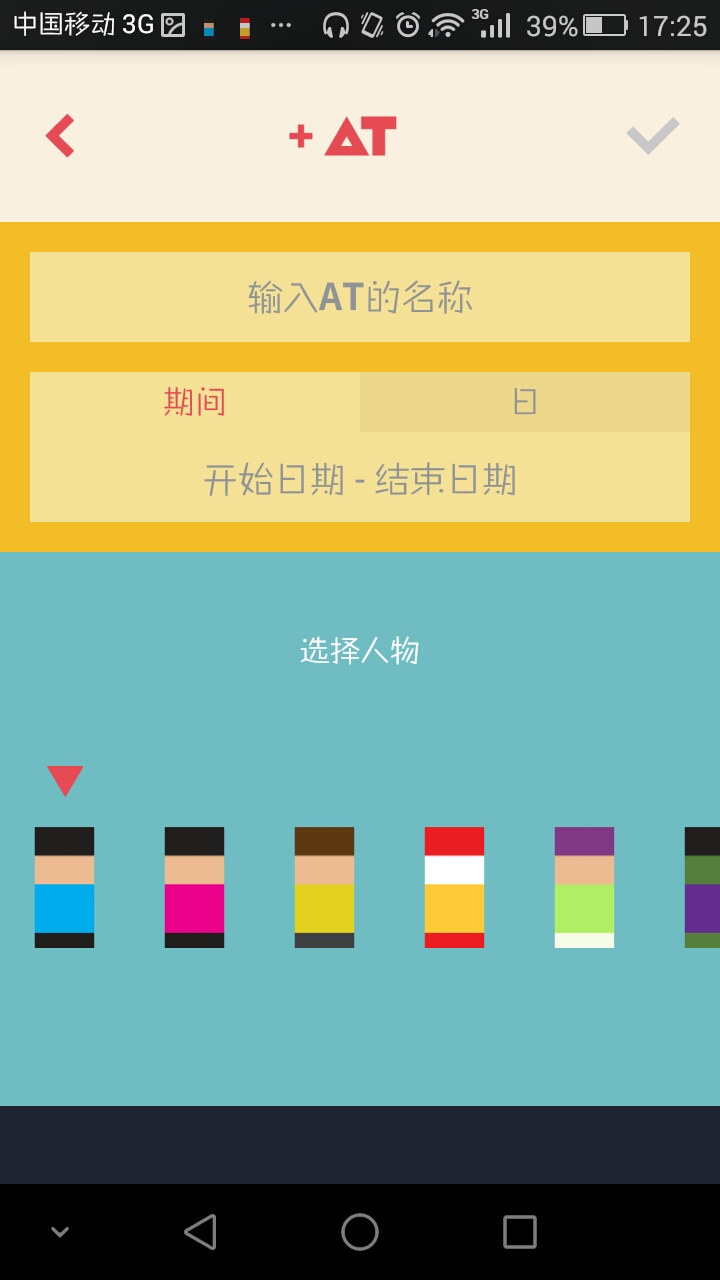 中国移动 3G ... 3G 39% 17:25
+ AT
输入AT的名称
期间 日
开始日期 - 结束日期
选择人物